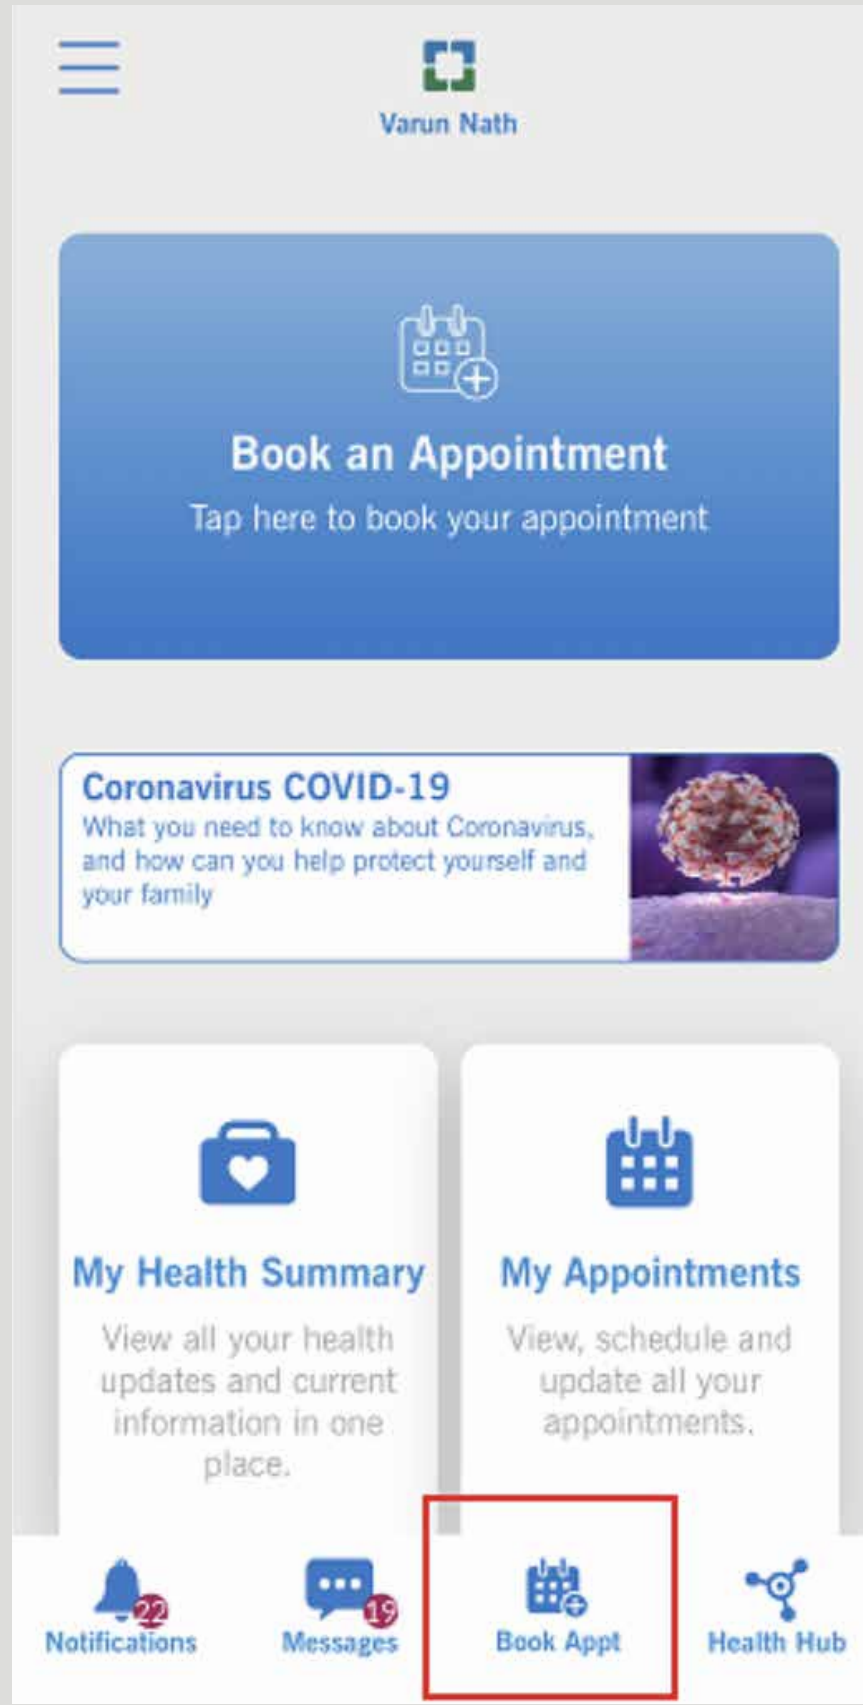 Varun Nath
Book an Appointment
Tap here to book your appointment
Coronavirus COVID-19
What you need to know about Coronavirus,
and how can you help protect yourself and
your family
My Health Summary
View all your health
updates and current
information in one
place.
My Appointments
View, schedule and
update all your
appointments.
22
Notifications
19
Messages
Book Appt
Health Hub